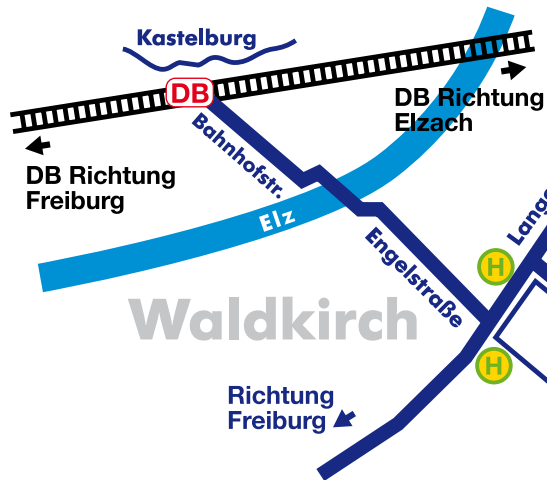 Kastelburg
DB
DB Richtung
Elzach
Bahnhofstr.
DB Richtung
Freiburg
Elz
Engelstraße
H
Waldkirch
H
Richtung
Freiburg